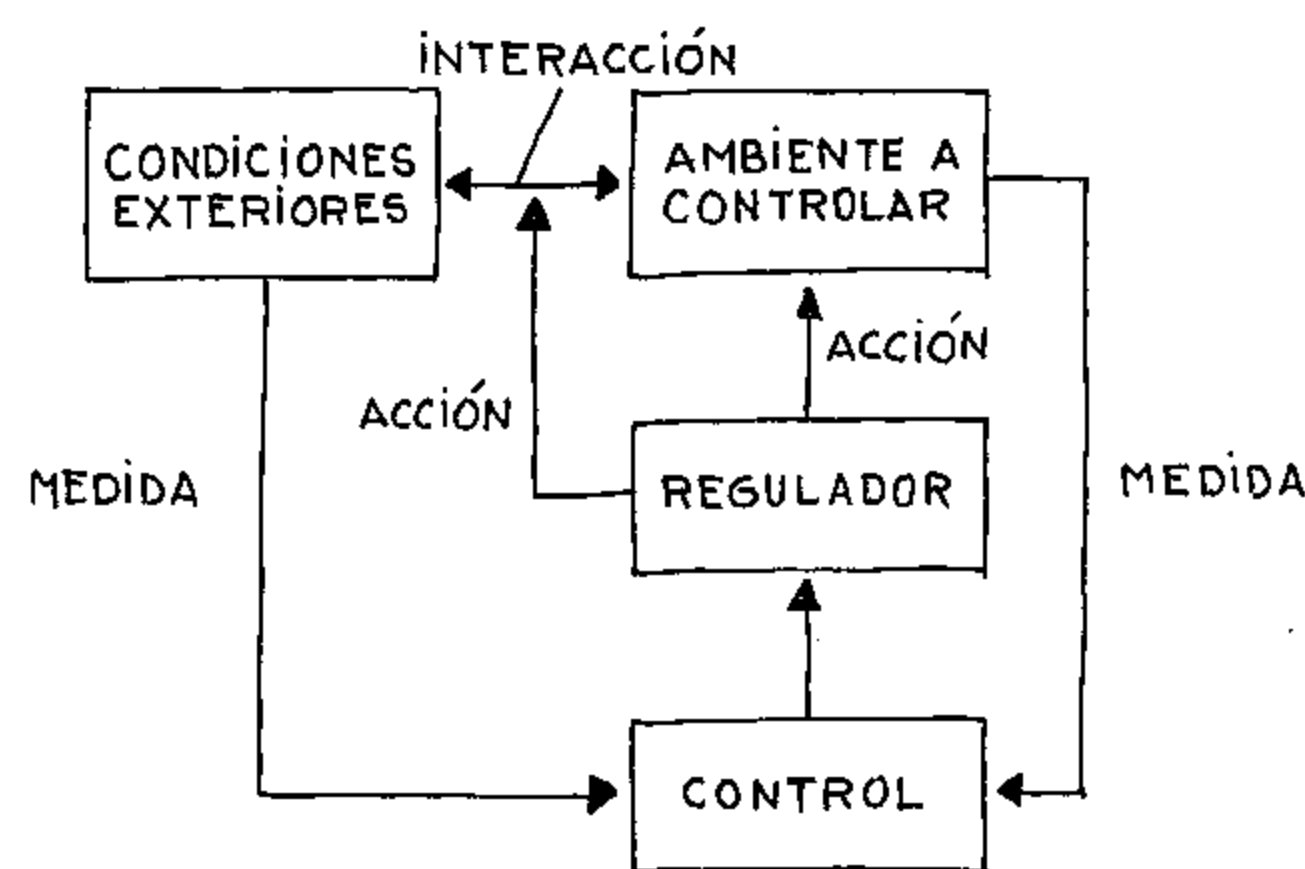 INTERACCIÓN
CONDICIONES
EXTERIORES
AMBIENTE A
CONTROLAR
ACCIÓN
ACCIÓN
MEDIDA
REGULADOR
MEDIDA
CONTROL